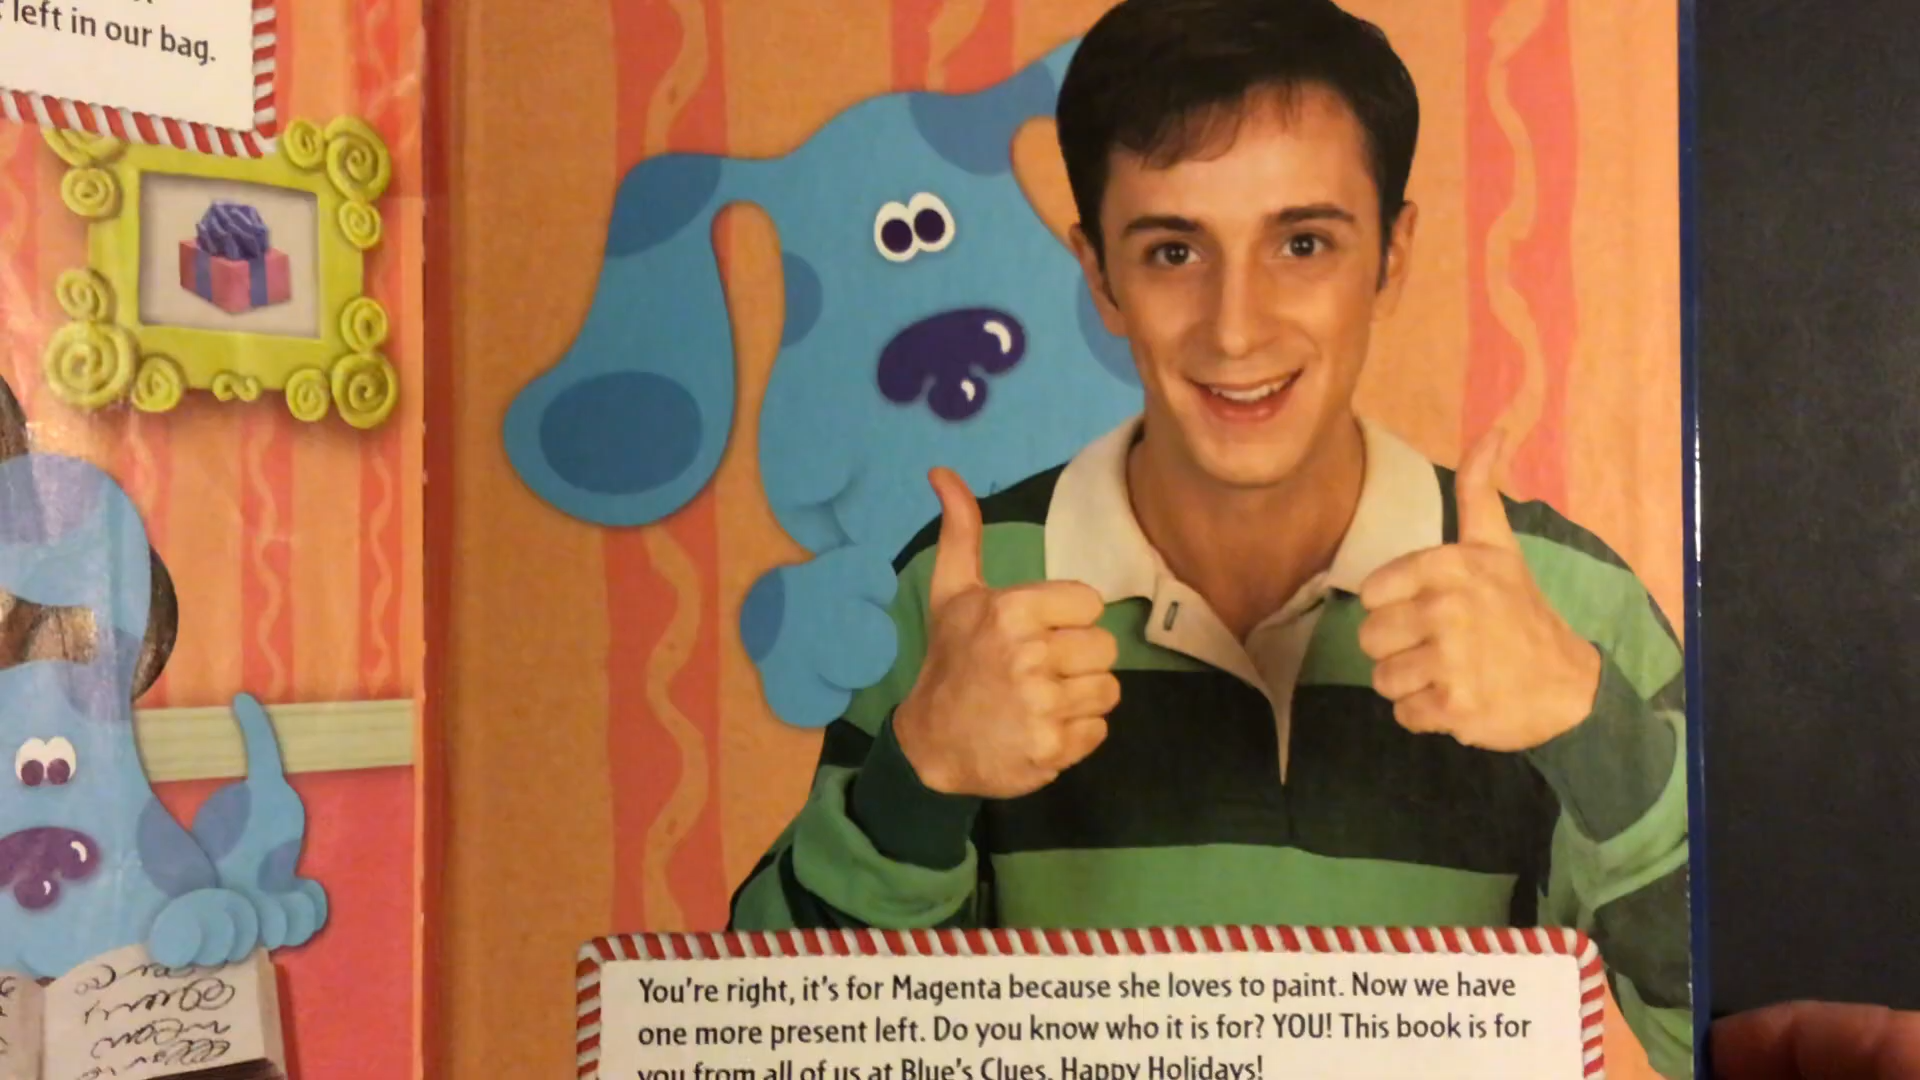 left in our bag.
You're right, it's for Magenta because she loves to paint. Now we have
one more present left. Do you know who it is for? YOU! This book is for
you from all of us at Blue's Clues. Happy Holidays!